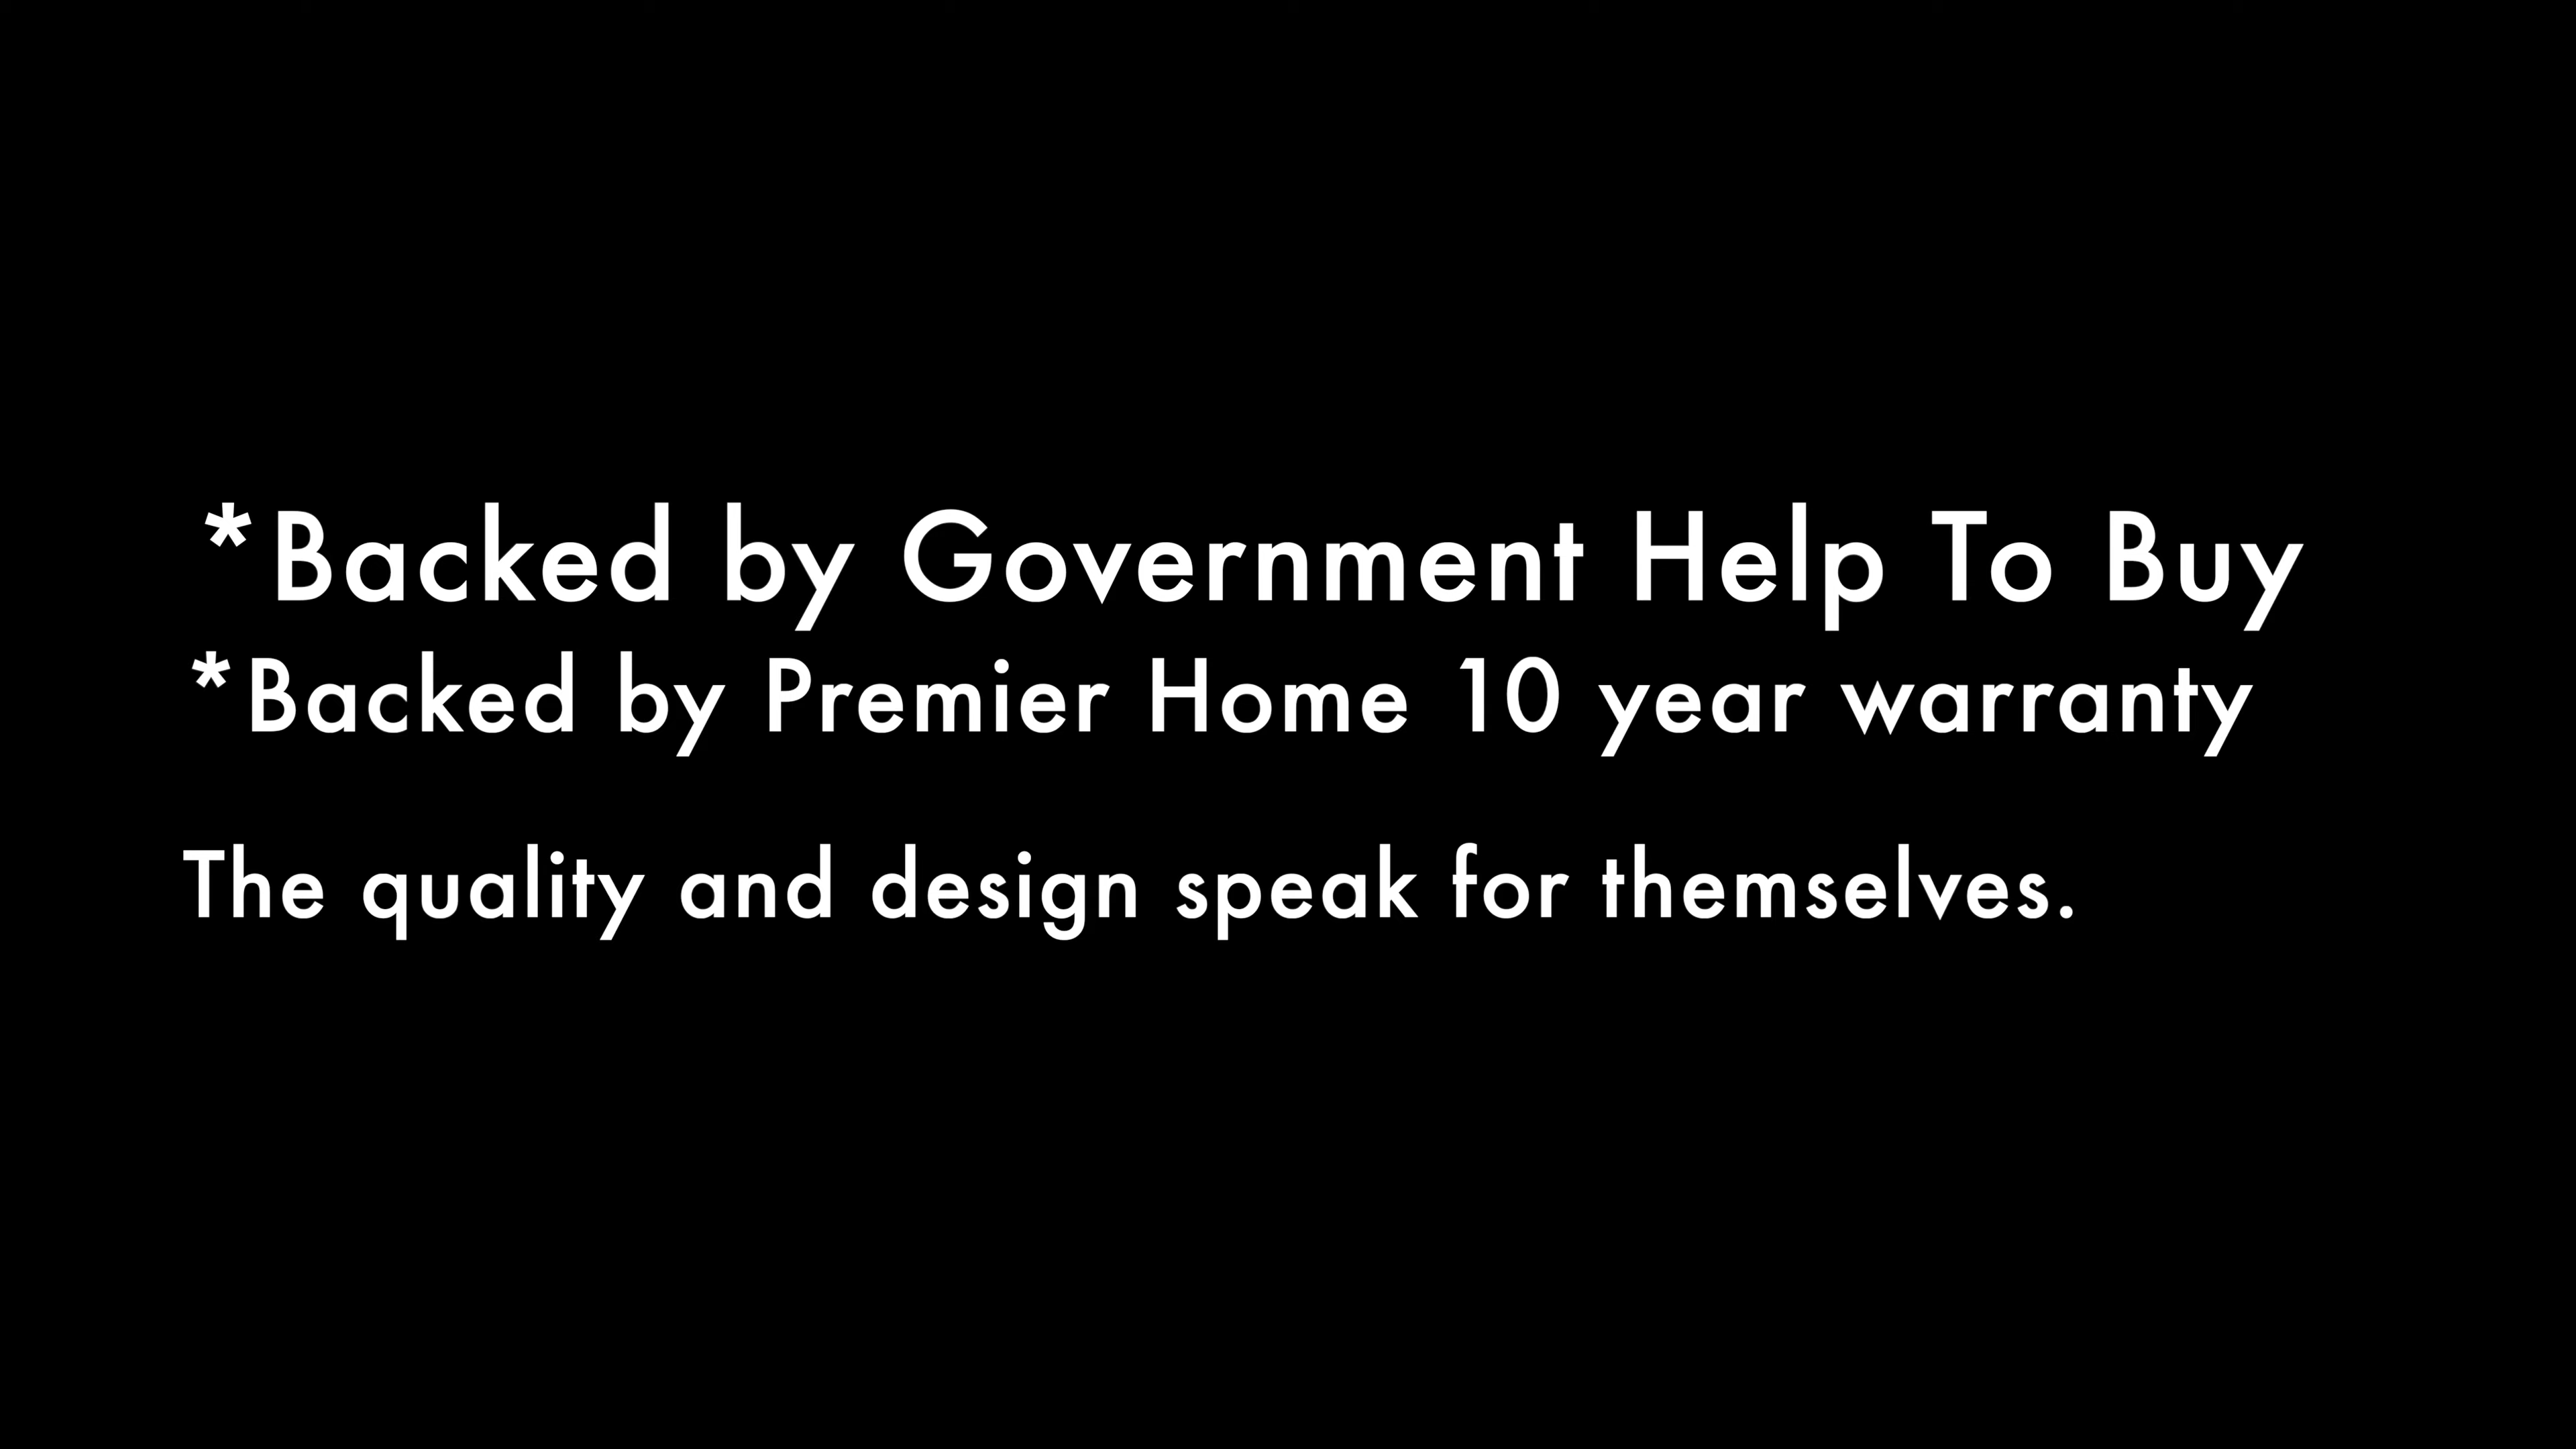 *Backed by Government Help To Buy
*Backed by Premier Home 10 year warranty
The quality and design speak for themselves.